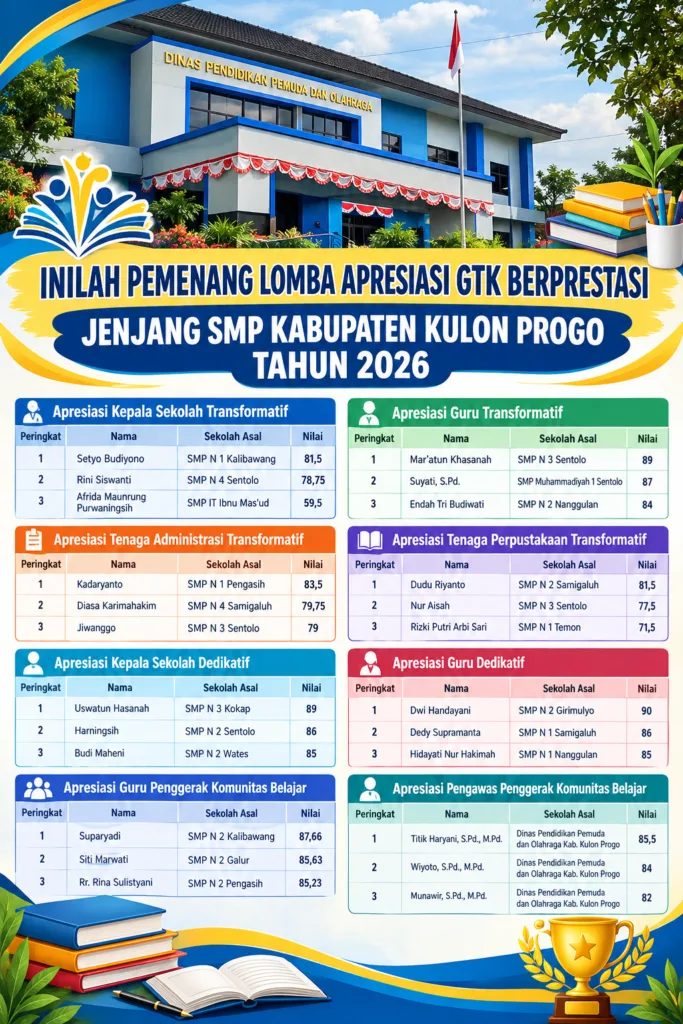 DINAS PENDIDIKAN PEMUDA DAN OLAHRAGA
INILAH PEMENANG LOMBA APRESIASI GTK BERPRESTASI
JENJANG SMP KABUPATEN KULON PROGO
TAHUN 2026
Apresiasi Kepala Sekolah Transformatif
Peringkat Nama Sekolah Asal Nilai
1 Setyo Budiyono SMP N 1 Kalibawang 81,5
2 Rini Siswanti SMP N 4 Sentolo 78,75
3 Afrida Maunrung Purwaningsih SMP IT Ibnu Mas'ud 59,5
Apresiasi Guru Transformatif
Peringkat Nama Sekolah Asal Nilai
1 Mar'atun Khasanah SMP N 3 Sentolo 89
2 Suyati, S.Pd. SMP Muhammadiyah 1 Sentolo 87
3 Endah Tri Budiwati SMP N 2 Nanggulan 84
Apresiasi Tenaga Administrasi Transformatif
Peringkat Nama Sekolah Asal Nilai
1 Kadaryanto SMP N 1 Pengasih 83,5
2 Diasa Karimahakim SMP N 4 Samigaluh 79,75
3 Jiwanggo SMP N 3 Sentolo 79
Apresiasi Tenaga Perpustakaan Transformatif
Peringkat Nama Sekolah Asal Nilai
1 Dudu Riyanto SMP N 2 Samigaluh 81,5
2 Nur Aisah SMP N 3 Sentolo 77,5
3 Rizki Putri Arbi Sari SMP N 1 Temon 71,5
Apresiasi Kepala Sekolah Dedikatif
Peringkat Nama Sekolah Asal Nilai
1 Uswatun Hasanah SMP N 3 Kokap 89
2 Harningsih SMP N 2 Sentolo 86
3 Budi Maheni SMP N 2 Wates 85
Apresiasi Guru Dedikatif
Peringkat Nama Sekolah Asal Nilai
1 Dwi Handayani SMP N 2 Girimulyo 90
2 Dedy Supramanta SMP N 1 Samigaluh 86
3 Hidayati Nur Hakimah SMP N 1 Nanggulan 85
Apresiasi Guru Penggerak Komunitas Belajar
Peringkat Nama Sekolah Asal Nilai
1 Suparyadi SMP N 2 Kalibawang 87,66
2 Siti Marwati SMP N 2 Galur 85,63
3 Rr. Rina Sulistyani SMP N 2 Pengasih 85,23
Apresiasi Pengawas Penggerak Komunitas Belajar
Peringkat Nama Sekolah Asal Nilai
1 Titik Haryani, S.Pd., M.Pd. Dinas Pendidikan Pemuda dan Olahraga Kab. Kulon Progo 85,5
2 Wiyoto, S.Pd., M.Pd. Dinas Pendidikan Pemuda dan Olahraga Kab. Kulon Progo 84
3 Munawir, S.Pd., M.Pd. Dinas Pendidikan Pemuda dan Olahraga Kab. Kulon Progo 82